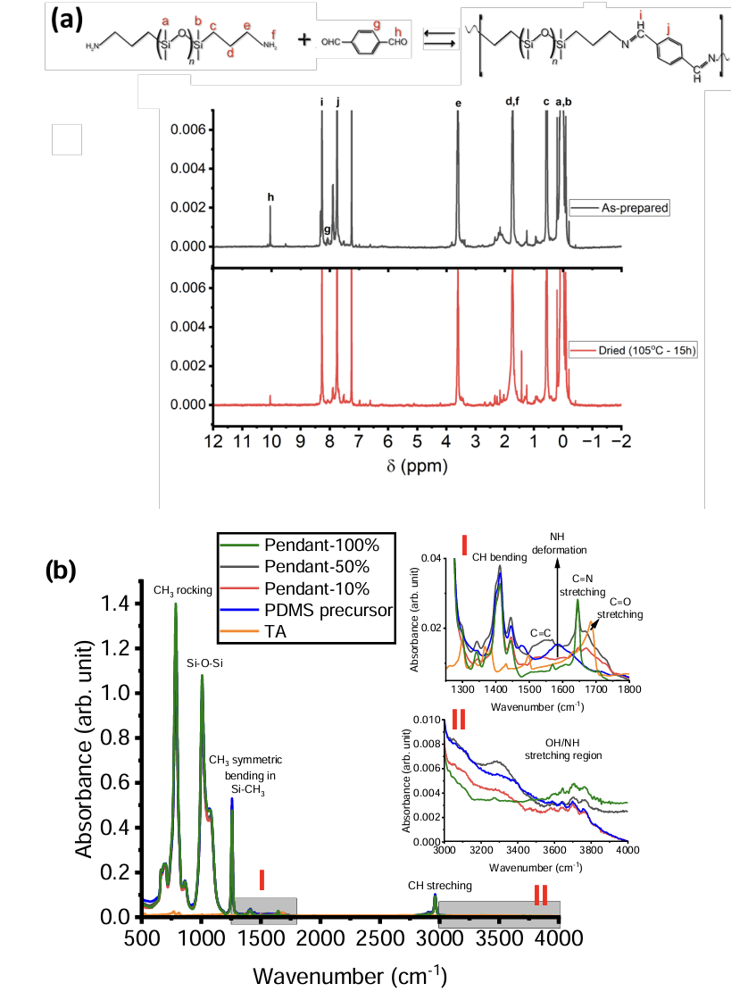 (a)
a b e
c f
d
H₂N Si O Si NH₂
n
+
g h
OHC CHO
i
H j
Si O Si N C
n
C N
H
i j e d,f c a,b
0.006
0.004
h
0.002
g
0.000
As-prepared
0.006
0.004
0.002
0.000
Dried (105°C - 15h)
12 11 10 9 8 7 6 5 4 3 2 1 0 −1 −2
δ (ppm)
(b)
Pendant-100%
Pendant-50%
Pendant-10%
PDMS precursor
TA
CH₃ rocking
Si-O-Si
CH₃ symmetric
bending in
Si-CH₃
I
CH streching
II
1.4
1.2
1.0
0.8
0.6
0.4
0.2
0.0
Absorbance (arb. unit)
500 1000 1500 2000 2500 3000 3500 4000
Wavenumber (cm⁻¹)
I
NH
deformation
CH bending
C=N
stretching
C=O
stretching
C=C
0.04
0.02
Absorbance (arb. unit)
1300 1400 1500 1600 1700 1800
Wavenumber (cm⁻¹)
II
OH/NH
stretching region
0.010
0.008
0.006
0.004
0.002
0.000
Absorbance (arb. unit)
3000 3200 3400 3600 3800 4000
Wavenumber (cm⁻¹)